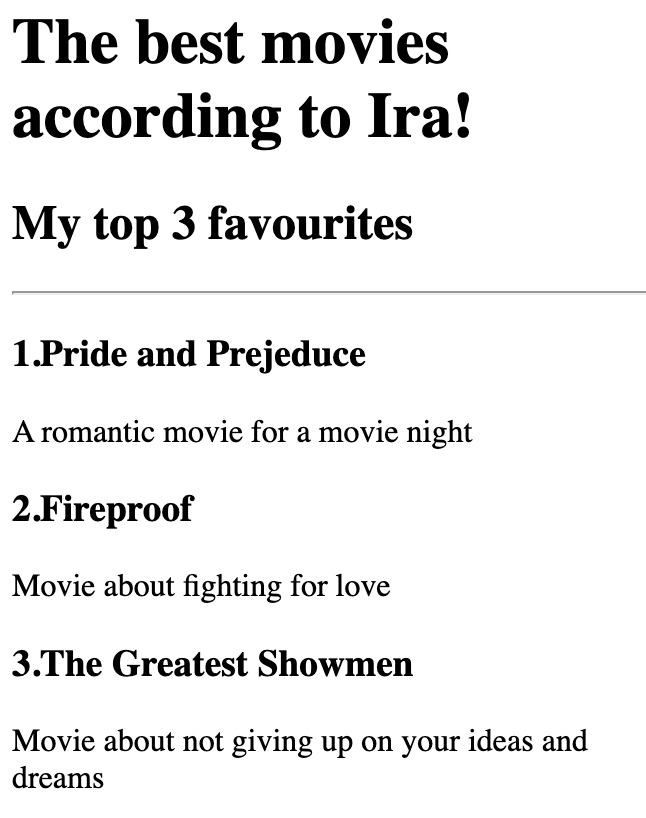 The best movies
according to Ira!
My top 3 favourites
1.Pride and Prejeduce
A romantic movie for a movie night
2.Fireproof
Movie about fighting for love
3.The Greatest Showmen
Movie about not giving up on your ideas and
dreams